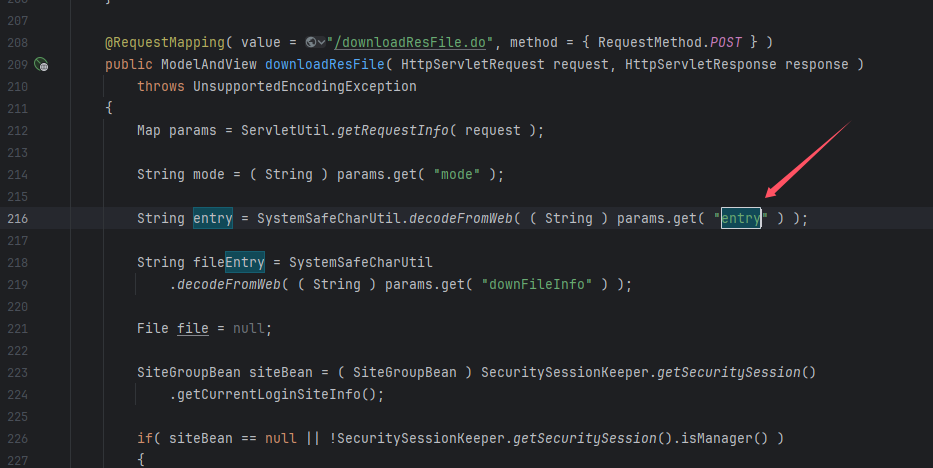 207
208 @RequestMapping( value = "/downloadResFile.do", method = { RequestMethod.POST } )
209 public ModelAndView downloadResFile( HttpServletRequest request, HttpServletResponse response )
210 throws UnsupportedEncodingException
211 {
212 Map params = ServletUtil.getRequestInfo( request );
213
214 String mode = ( String ) params.get( "mode" );
215
216 String entry = SystemSafeCharUtil.decodeFromWeb( ( String ) params.get( "entry" ) );
217
218 String fileEntry = SystemSafeCharUtil
219 .decodeFromWeb( ( String ) params.get( "downFileInfo" ) );
220
221 File file = null;
222
223 SiteGroupBean siteBean = ( SiteGroupBean ) SecuritySessionKeeper.getSecuritySession()
224 .getCurrentLoginSiteInfo();
225
226 if( siteBean == null || !SecuritySessionKeeper.getSecuritySession().isManager() )
227 {